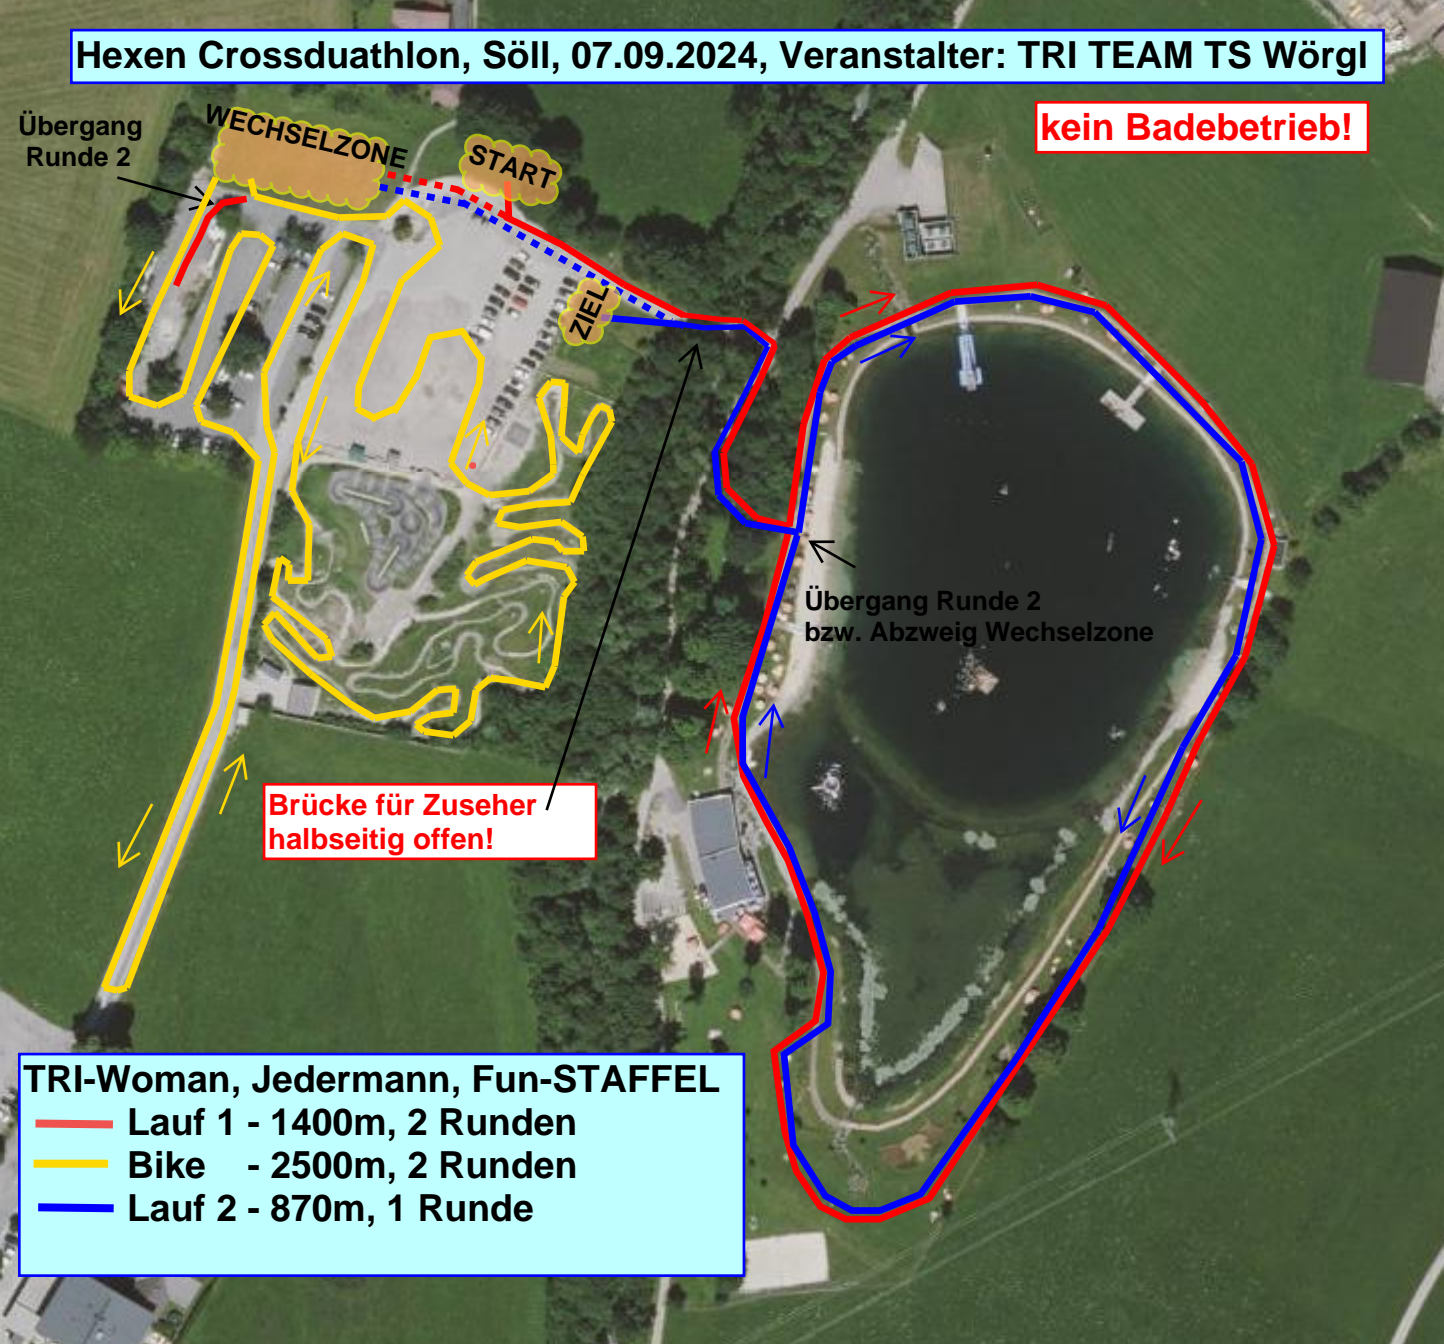 Hexen Crossduathlon, Söll, 07.09.2024, Veranstalter: TRI TEAM TS Wörgl
kein Badebetrieb!
Übergang
Runde 2
WECHSELZONE
START
ZIEL
Übergang Runde 2
bzw. Abzweig Wechselzone
Brücke für Zuseher
halbseitig offen!
TRI-Woman, Jedermann, Fun-STAFFEL
Lauf 1 - 1400m, 2 Runden
Bike - 2500m, 2 Runden
Lauf 2 - 870m, 1 Runde